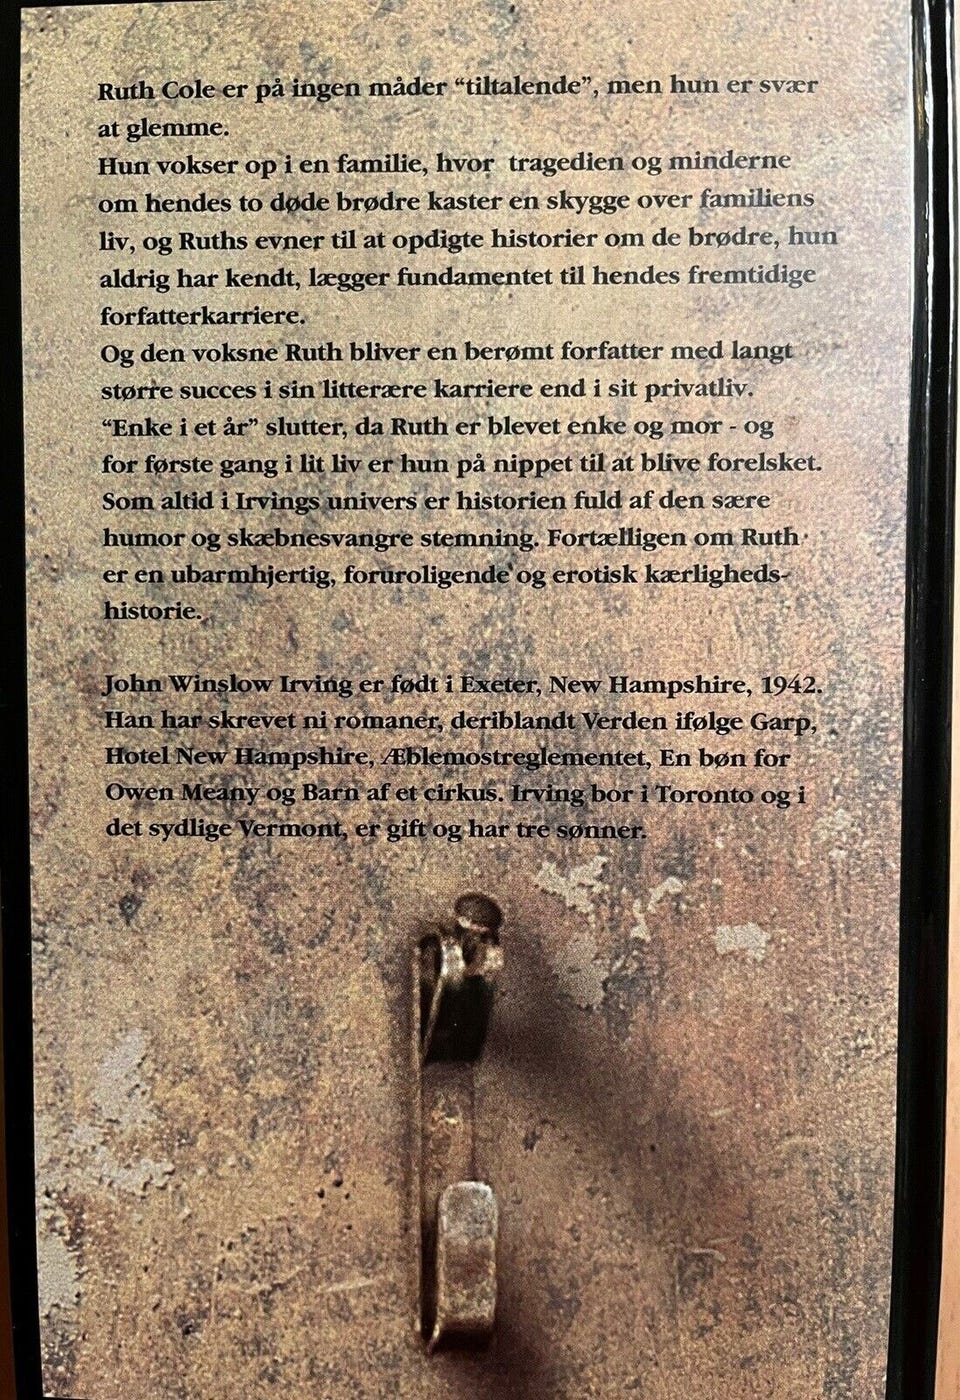 Ruth Cole er på ingen måder “tiltalende”, men hun er svær
at glemme.
Hun vokser op i en familie, hvor tragedien og minderne
om hendes to døde brødre kaster en skygge over familiens
liv, og Ruths evner til at opdigte historier om de brødre, hun
aldrig har kendt, lægger fundamentet til hendes fremtidige
forfatterkarriere.
Og den voksne Ruth bliver en berømt forfatter med langt
større succes i sin litterære karriere end i sit privatliv.
“Enke i et år” slutter, da Ruth er blevet enke og mor - og
for første gang i lit liv er hun på nippet til at blive forelsket.
Som altid i Irvings univers er historien fuld af den sære
humor og skæbnesvangre stemning. Fortælligen om Ruth
er en ubarmhjertig, foruroligende og erotisk kærligheds-
historie.
John Winslow Irving er født i Exeter, New Hampshire, 1942.
Han har skrevet ni romaner, deriblandt Verden ifølge Garp,
Hotel New Hampshire, Æblemostreglementet, En bøn for
Owen Meany og Barn af et cirkus. Irving bor i Toronto og i
det sydlige Vermont, er gift og har tre sønner.